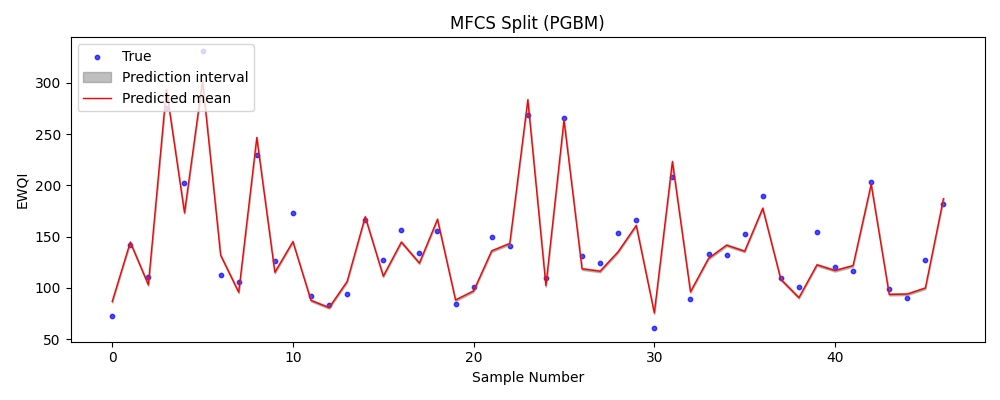 MFCS Split (PGBM)
True
Prediction interval
Predicted mean
EWQI
300
250
200
150
100
50
0
10
20
30
40
Sample Number